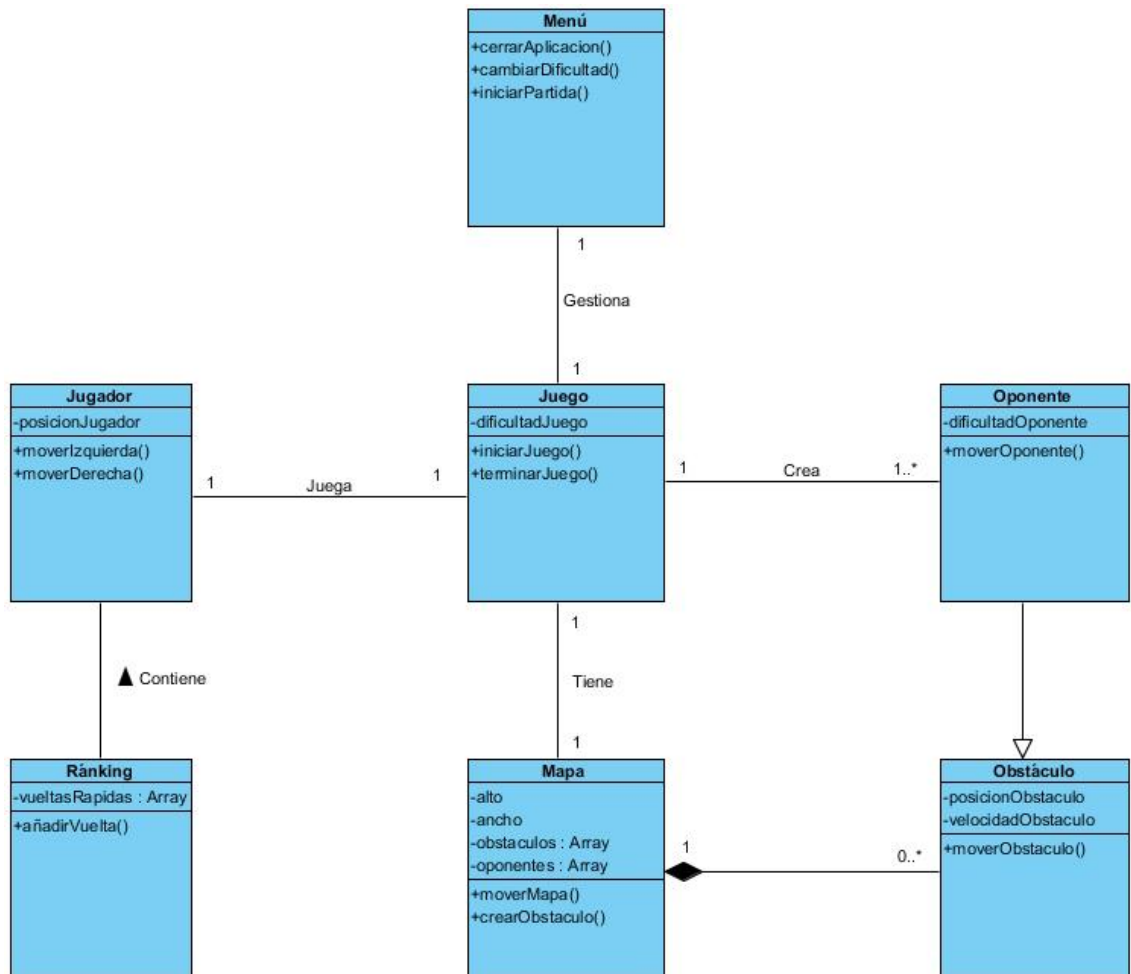 Menú
+cerrarAplicacion()
+cambiarDificultad()
+iniciarPartida()
1
Gestiona
1
Jugador
-posicionJugador
+moverIzquierda()
+moverDerecha()
1
Juega
1
Juego
-dificultadJuego
+iniciarJuego()
+terminarJuego()
1
Crea
1..*
Oponente
-dificultadOponente
+moverOponente()
Contiene
1
Tiene
1
Ránking
-vueltasRapidas : Array
+añadirVuelta()
Mapa
-alto
-ancho
-obstaculos : Array
-oponentes : Array
+moverMapa()
+crearObstaculo()
1
0..*
Obstáculo
-posicionObstaculo
-velocidadObstaculo
+moverObstaculo()